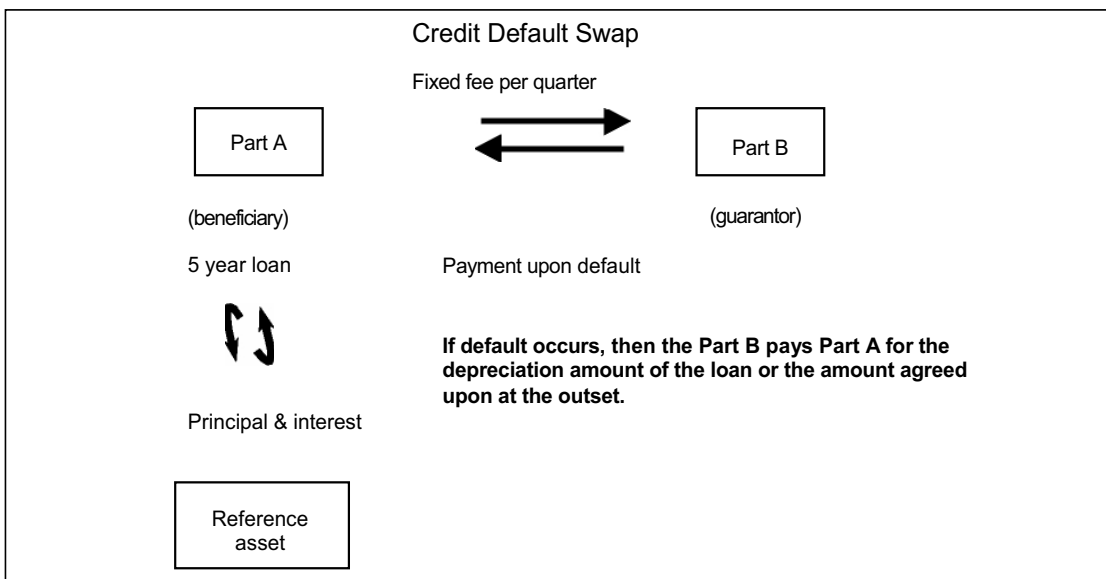 Credit Default Swap
Fixed fee per quarter
Part A
Part B
(beneficiary)
(guarantor)
5 year loan
Payment upon default
If default occurs, then the Part B pays Part A for the
depreciation amount of the loan or the amount agreed
upon at the outset.
Principal & interest
Reference
asset